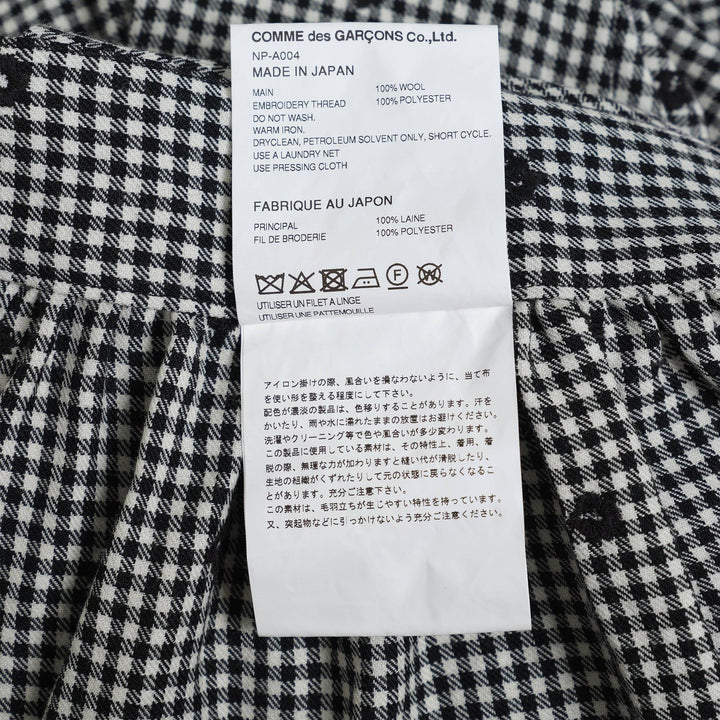 COMME des GARÇONS Co.,Ltd.
NP-A004
MADE IN JAPAN
MAIN 100% WOOL
EMBROIDERY THREAD 100% POLYESTER
DO NOT WASH.
WARM IRON.
DRYCLEAN, PETROLEUM SOLVENT ONLY, SHORT CYCLE.
USE A LAUNDRY NET
USE PRESSING CLOTH
FABRIQUE AU JAPON
PRINCIPAL 100% LAINE
FIL DE BRODERIE 100% POLYESTER
F W
UTILISER UN FILET A LINGE
UTILISER UNE PATTEMOUILLE
アイロン掛けの際、風合いを損なわないように、当て布
を使い形を整える程度にして下さい。
配色が濃淡の製品は、色移りすることがあります。汗を
かいたり、雨や水に濡れたままの放置はお避けください。
洗濯やクリーニング等で色や風合いが多少変わります。
この製品に使用している素材は、その特性上、着用、着
脱の際、無理な力が加わりますと縫い代が滑脱したり、
生地の組織がくずれたりして元の状態に戻らなくなるこ
とがあります。充分ご注意下さい。
この素材は、毛羽立ちが生じやすい特性を持っています。
又、突起物などに引っかけないよう充分ご注意ください。